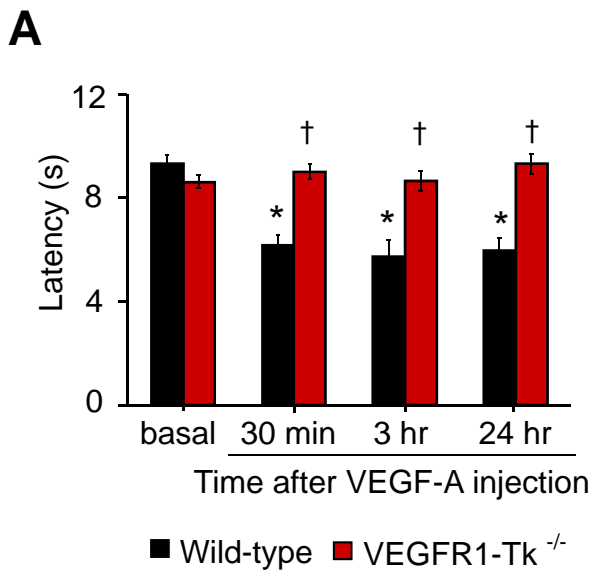 A
Latency (s)
12
8
4
0
† † †
* * *
basal 30 min 3 hr 24 hr
Time after VEGF-A injection
Wild-type VEGFR1-Tk -/-